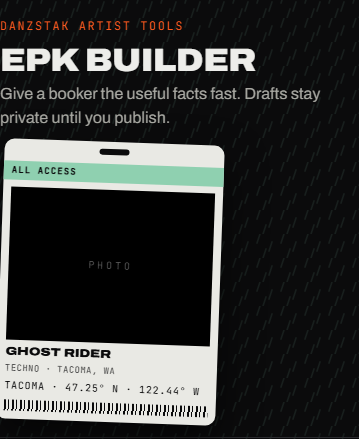 DANZSTAK ARTIST TOOLS
EPK BUILDER
Give a booker the useful facts fast. Drafts stay
private until you publish.
ALL ACCESS
PHOTO
GHOST RIDER
TECHNO · TACOMA, WA
TACOMA · 47.25° N · 122.44° W